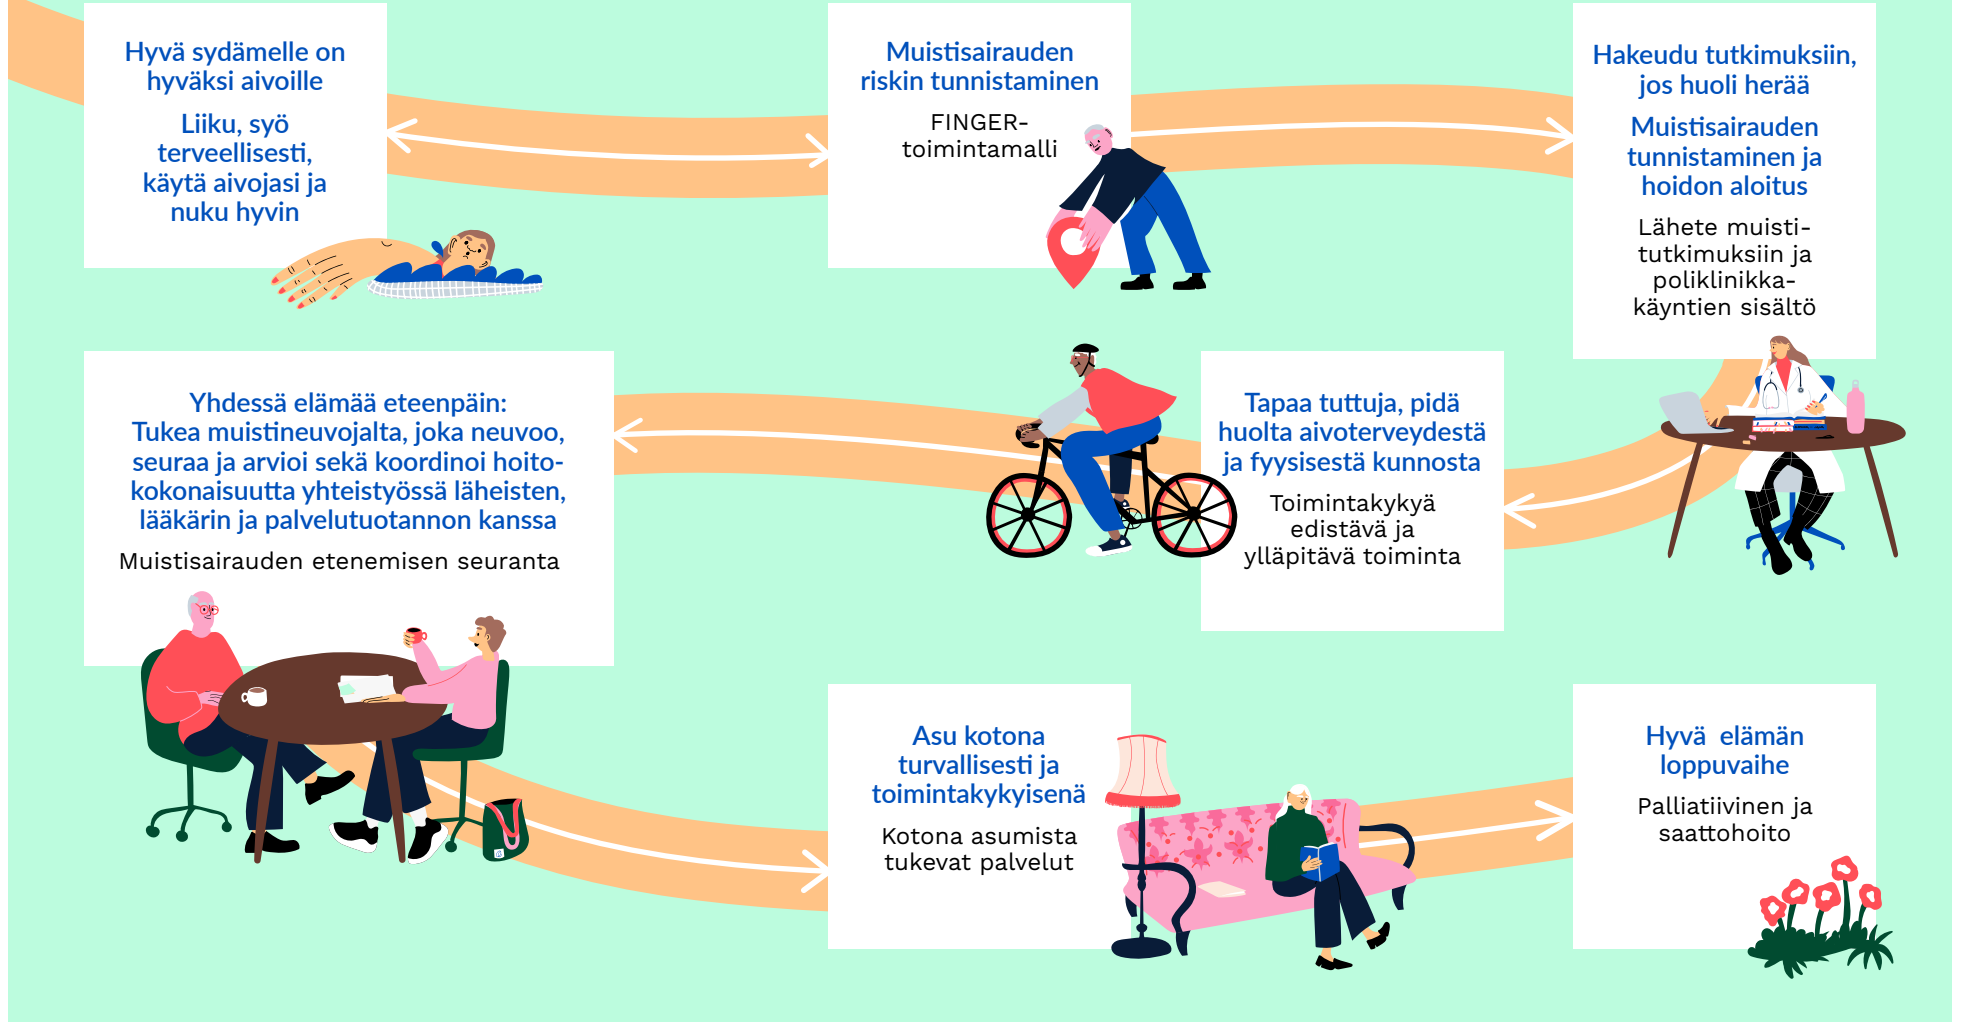 Hyvä sydämelle on
hyväksi aivoille
Liiku, syö
terveellisesti,
käytä aivojasi ja
nuku hyvin
Muistisairauden
riskin tunnistaminen
FINGER-
toimintamalli
Hakeudu tutkimuksiin,
jos huoli herää
Muistisairauden
tunnistaminen ja
hoidon aloitus
Lähete muisti-
tutkimuksiin ja
poliklinikka-
käyntien sisältö
Tapaa tuttuja, pidä
huolta aivoterveydestä
ja fyysisestä kunnosta
Toimintakykyä
edistävä ja
ylläpitävä toiminta
Yhdessä elämää eteenpäin:
Tukea muistineuvojalta, joka neuvoo,
seuraa ja arvioi sekä koordinoi hoito-
kokonaisuutta yhteistyössä läheisten,
lääkärin ja palvelutuotannon kanssa
Muistisairauden etenemisen seuranta
Asu kotona
turvallisesti ja
toimintakykyisenä
Kotona asumista
tukevat palvelut
Hyvä  elämän
loppuvaihe
Palliatiivinen ja
saattohoito